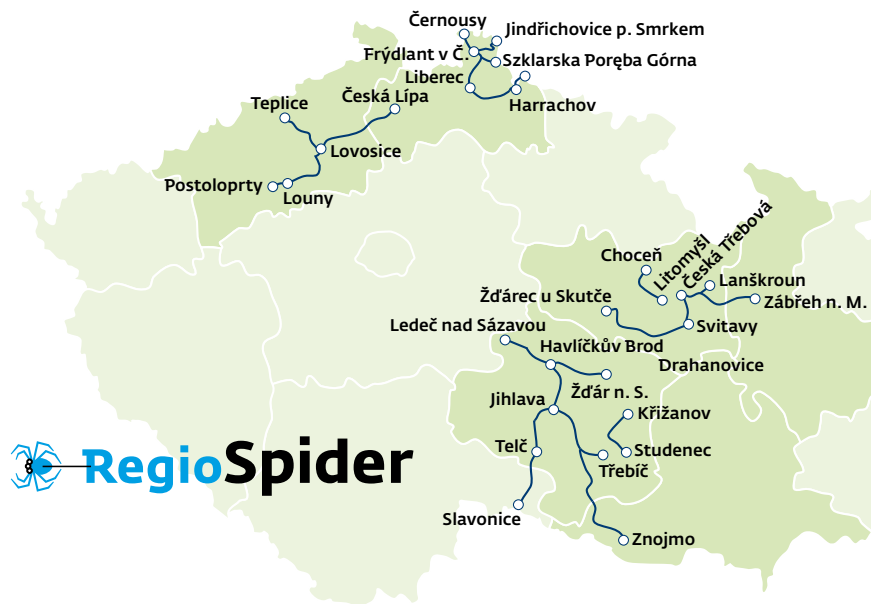 Černousy
Jindřichovice p. Smrkem
Frýdlant v Č.
Szklarska Poręba Górna
Liberec
Harrachov
Teplice
Česká Lípa
Lovosice
Postoloprty
Louny
Choceň
Litomyšl
Česká Třebová
Lanškroun
Zábřeh n. M.
Žďárec u Skutče
Svitavy
Ledeč nad Sázavou
Havlíčkův Brod
Drahanovice
Žďár n. S.
Jihlava
Křižanov
Telč
Studenec
Třebíč
RegioSpider
Slavonice
Znojmo